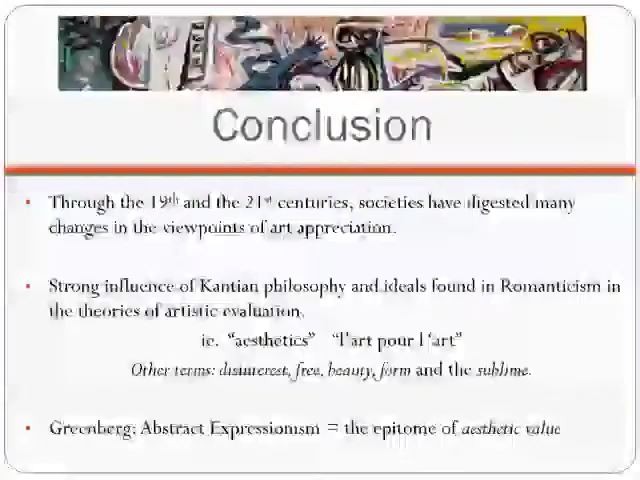 Conclusion
• Through the 19th and the 21st centuries, societies have digested many
changes in the viewpoints of art appreciation.
• Strong influence of Kantian philosophy and ideals found in Romanticism in
the theories of artistic evaluation.
ie. “aesthetics” “l’art pour l ‘art”
Other terms: disinterest, free, beauty, form and the sublime.
• Greenberg: Abstract Expressionism = the epitome of aesthetic value